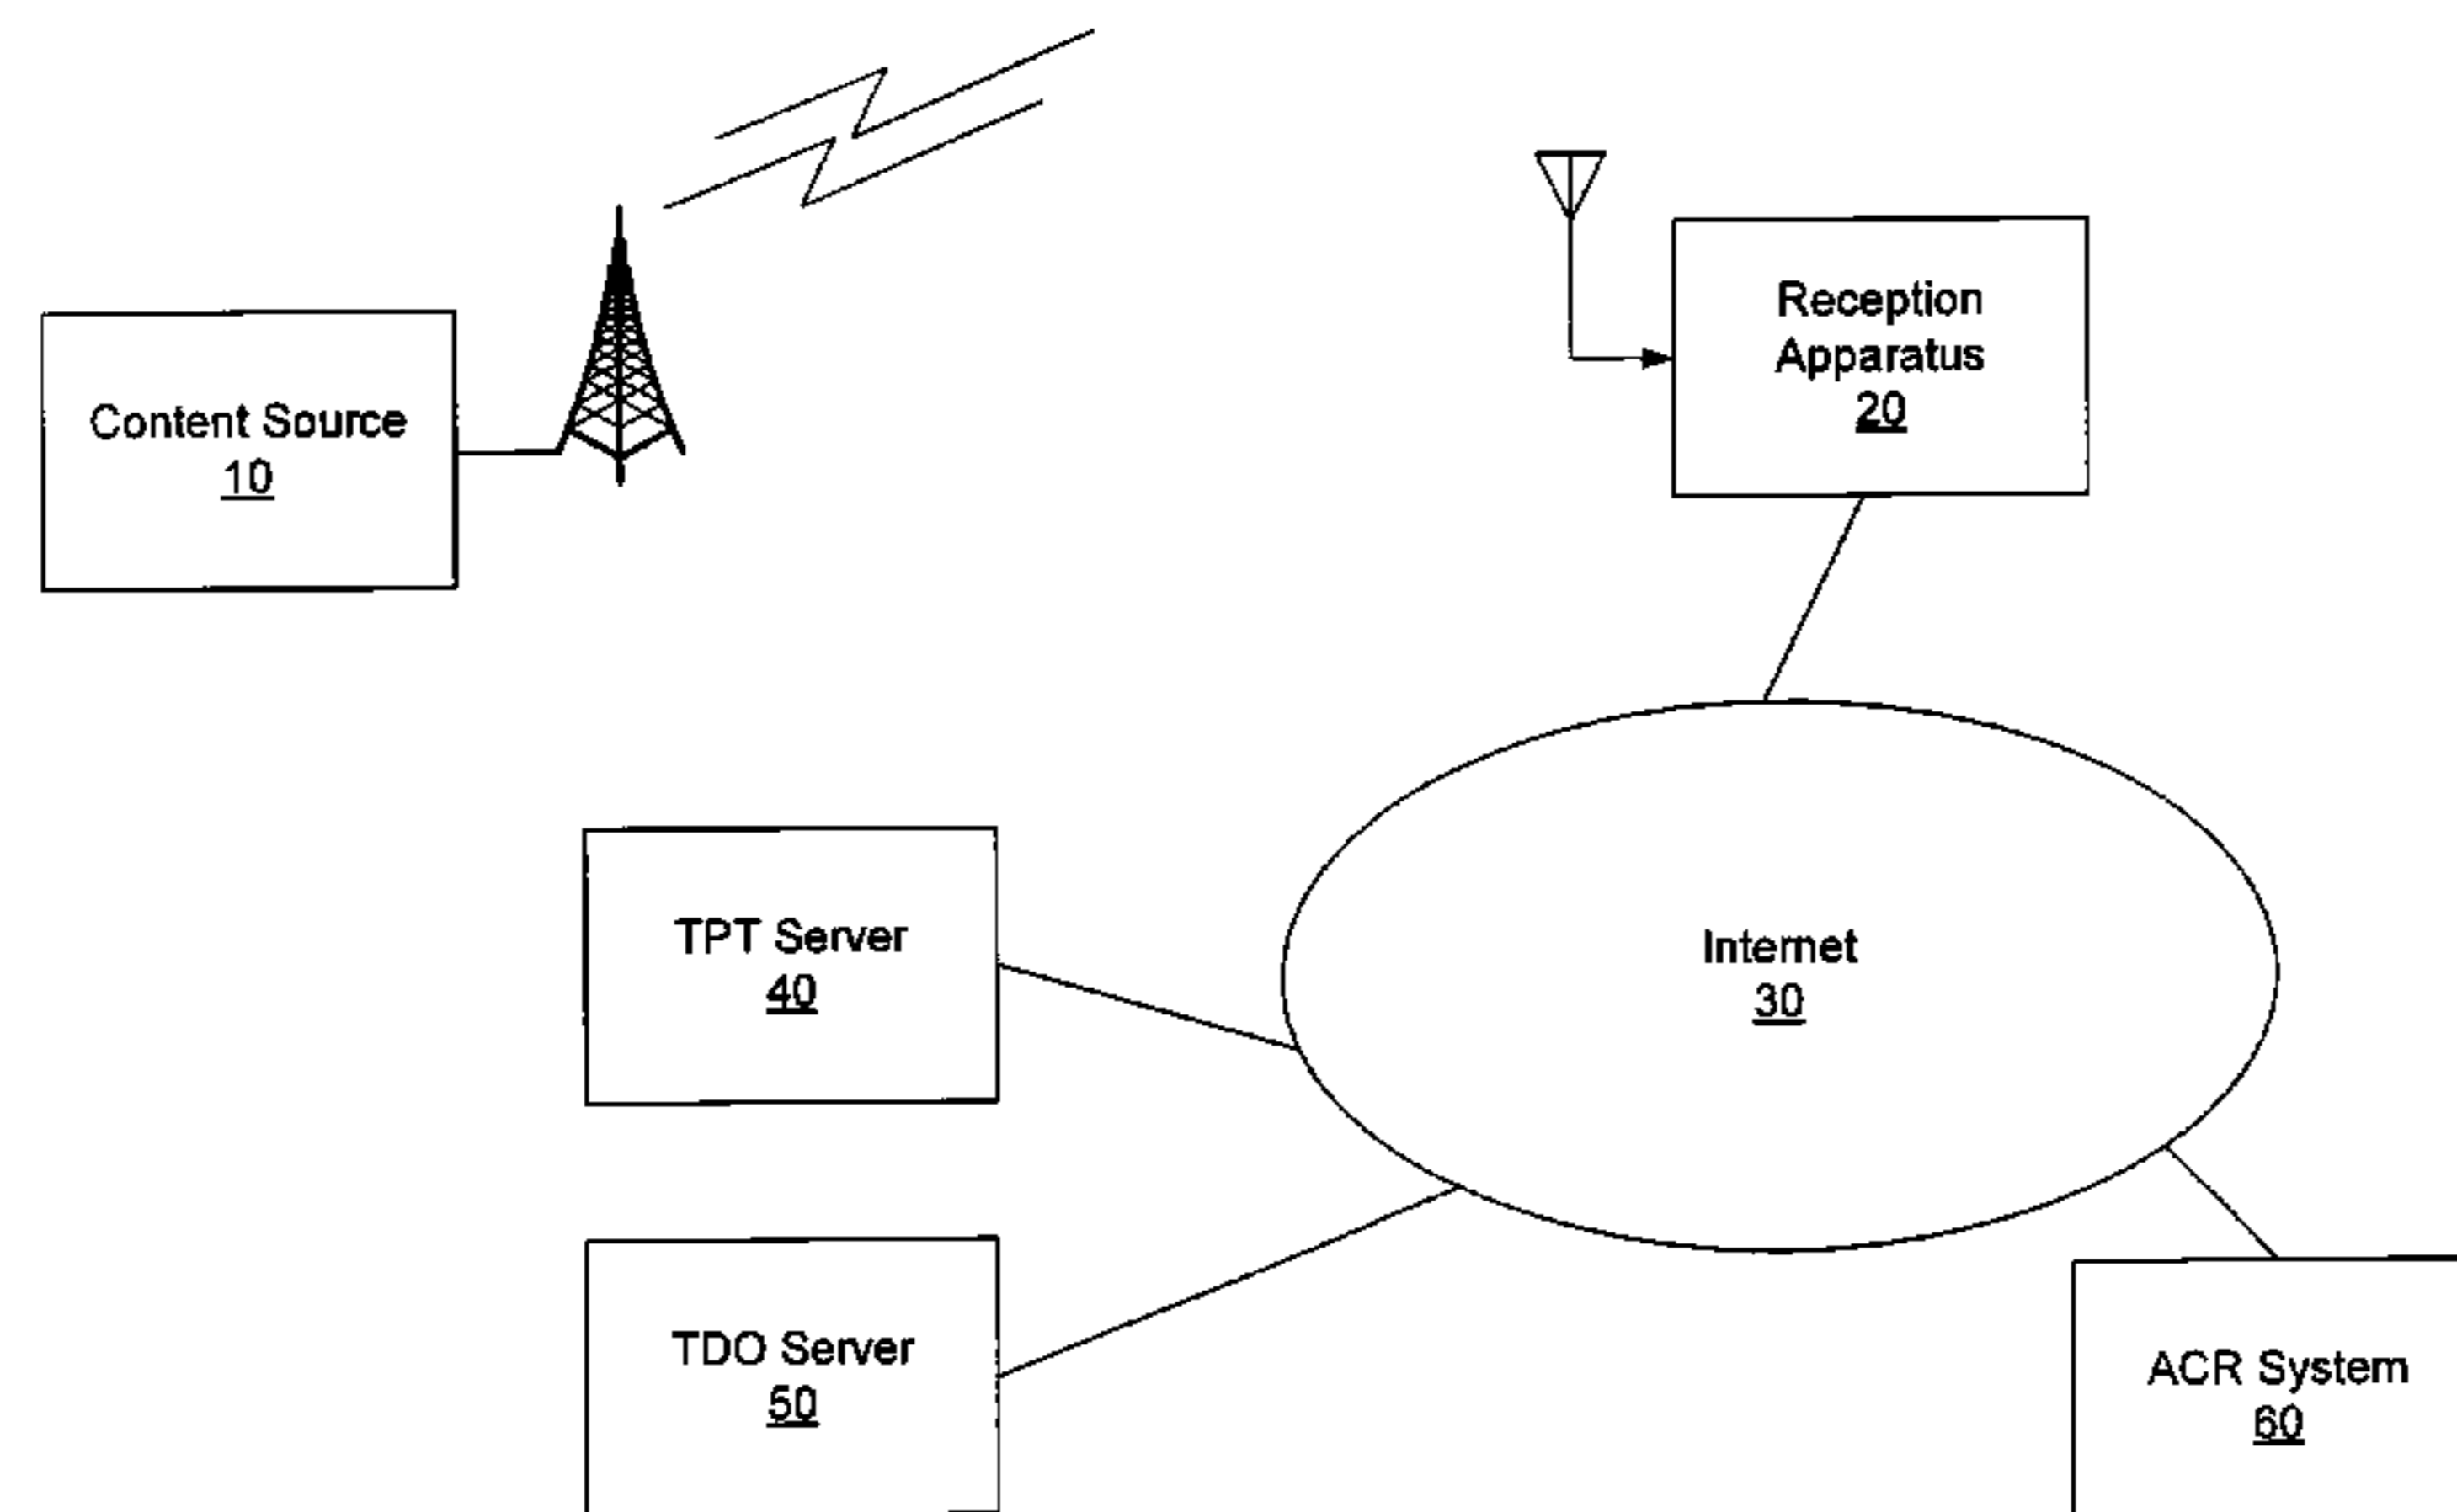 Content Source
10
Reception
Apparatus
20
TPT Server
40
Internet
30
TDO Server
50
ACR System
60